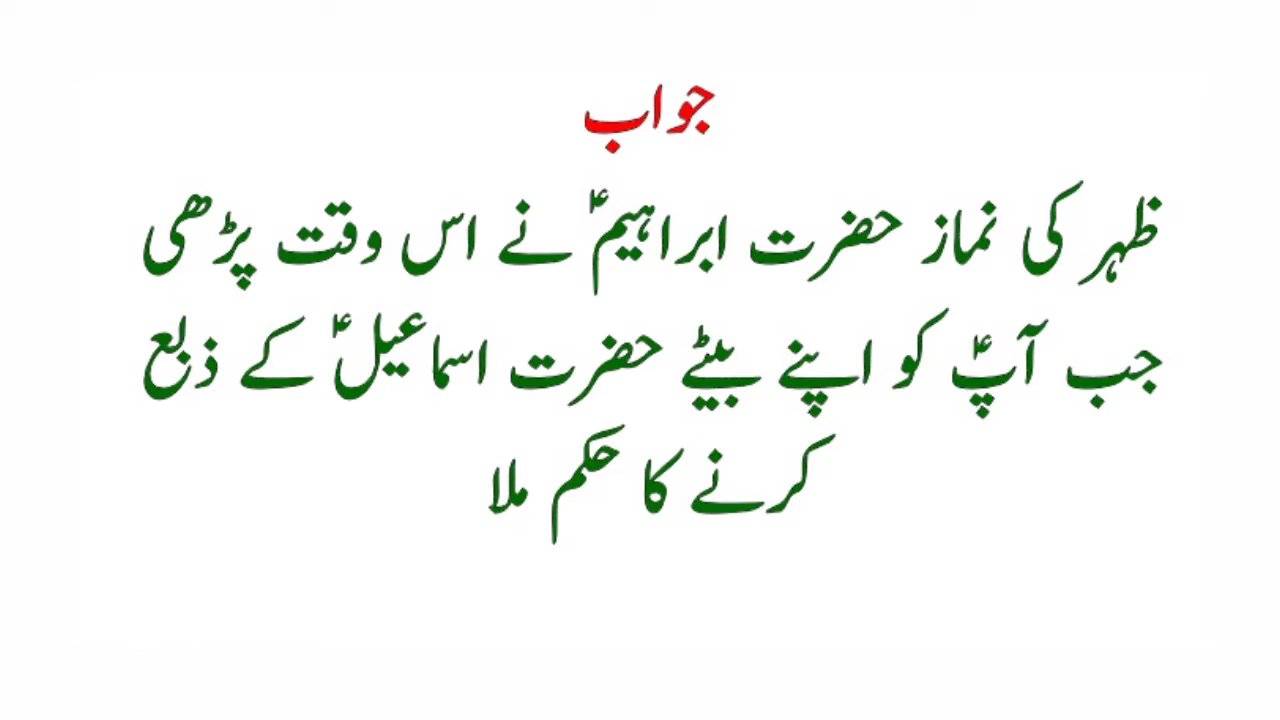 جواب
ظہر کی نماز حضرت ابراہیمؑ نے اس وقت پڑھی
جب آپؑ کو اپنے بیٹے حضرت اسماعیلؑ کے ذبع
کرنے کا حکم ملا